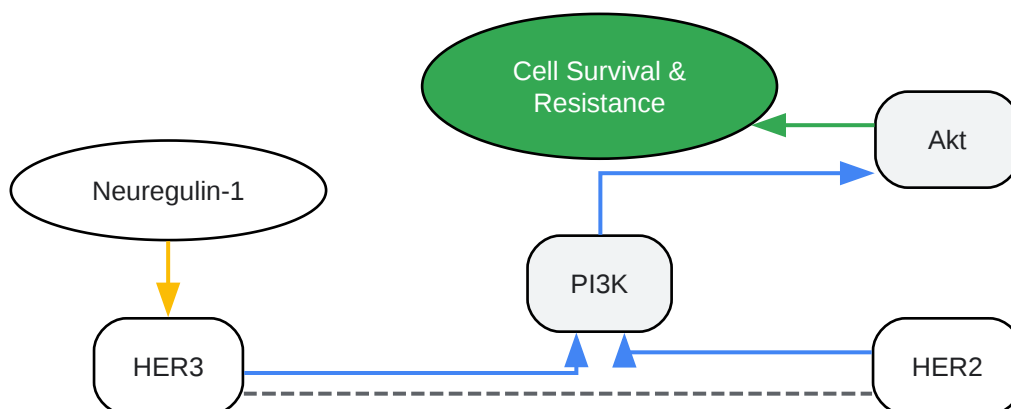 Cell Survival &
Resistance
Akt
Neuregulin-1
PI3K
HER3
HER2